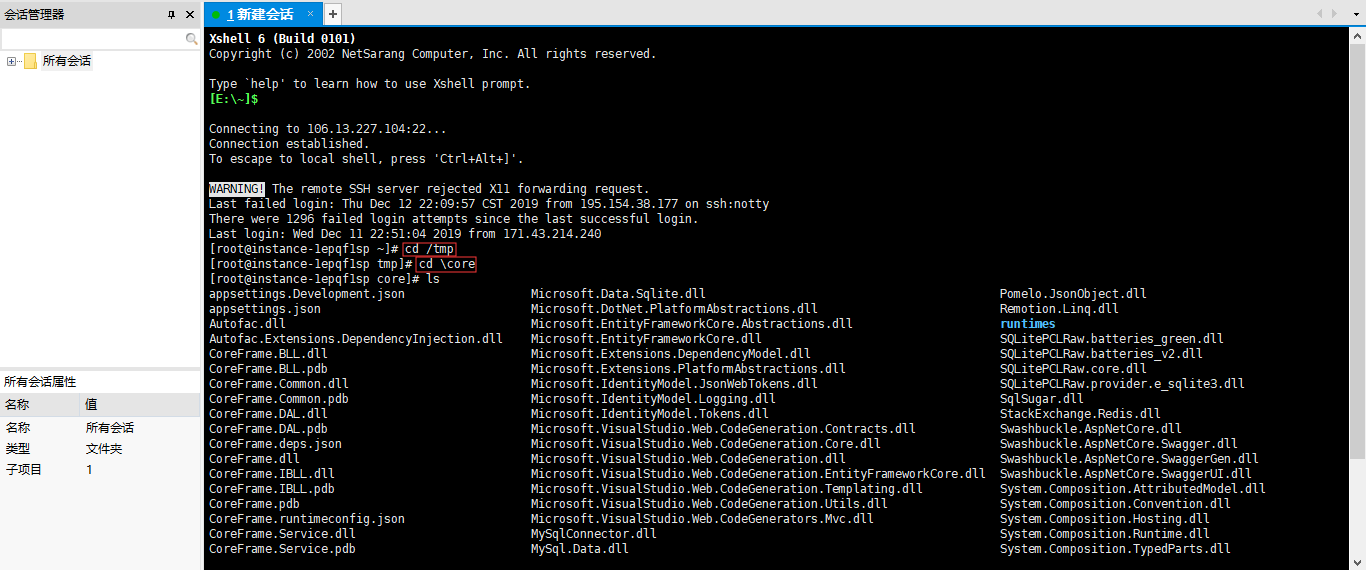 会话管理器
1 新建会话
所有会话
Xshell 6 (Build 0101)
Copyright (c) 2002 NetSarang Computer, Inc. All rights reserved.
Type `help' to learn how to use Xshell prompt.
[E:\~]$
Connecting to 106.13.227.104:22...
Connection established.
To escape to local shell, press 'Ctrl+Alt+]'.
WARNING! The remote SSH server rejected X11 forwarding request.
Last failed login: Thu Dec 12 22:09:57 CST 2019 from 195.154.38.177 on ssh:notty
There were 1296 failed login attempts since the last successful login.
Last login: Wed Dec 11 22:51:04 2019 from 171.43.214.240
[root@instance-1epqf1sp ~]# cd /tmp
[root@instance-1epqf1sp tmp]# cd \core
[root@instance-1epqf1sp core]# ls
appsettings.Development.json Microsoft.Data.Sqlite.dll Pomelo.JsonObject.dll
appsettings.json Microsoft.DotNet.PlatformAbstractions.dll Remotion.Linq.dll
Autofac.dll Microsoft.EntityFrameworkCore.Abstractions.dll runtimes
Autofac.Extensions.DependencyInjection.dll Microsoft.EntityFrameworkCore.dll SQLitePCLRaw.batteries_green.dll
CoreFrame.BLL.dll Microsoft.Extensions.DependencyModel.dll SQLitePCLRaw.batteries_v2.dll
CoreFrame.BLL.pdb Microsoft.Extensions.PlatformAbstractions.dll SQLitePCLRaw.core.dll
CoreFrame.Common.dll Microsoft.IdentityModel.JsonWebTokens.dll SQLitePCLRaw.provider.e_sqlite3.dll
CoreFrame.Common.pdb Microsoft.IdentityModel.Logging.dll SqlSugar.dll
CoreFrame.DAL.dll Microsoft.IdentityModel.Tokens.dll StackExchange.Redis.dll
CoreFrame.DAL.pdb Microsoft.VisualStudio.Web.CodeGeneration.Contracts.dll Swashbuckle.AspNetCore.dll
CoreFrame.deps.json Microsoft.VisualStudio.Web.CodeGeneration.Core.dll Swashbuckle.AspNetCore.Swagger.dll
CoreFrame.dll Microsoft.VisualStudio.Web.CodeGeneration.dll Swashbuckle.AspNetCore.SwaggerGen.dll
CoreFrame.IBLL.dll Microsoft.VisualStudio.Web.CodeGeneration.EntityFrameworkCore.dll Swashbuckle.AspNetCore.SwaggerUI.dll
CoreFrame.IBLL.pdb Microsoft.VisualStudio.Web.CodeGeneration.Templating.dll System.Composition.AttributedModel.dll
CoreFrame.pdb Microsoft.VisualStudio.Web.CodeGeneration.Utils.dll System.Composition.Convention.dll
CoreFrame.runtimeconfig.json Microsoft.VisualStudio.Web.CodeGenerators.Mvc.dll System.Composition.Hosting.dll
CoreFrame.Service.dll MySqlConnector.dll System.Composition.Runtime.dll
CoreFrame.Service.pdb MySql.Data.dll System.Composition.TypedParts.dll
所有会话属性
名称 值
名称 所有会话
类型 文件夹
子项目 1